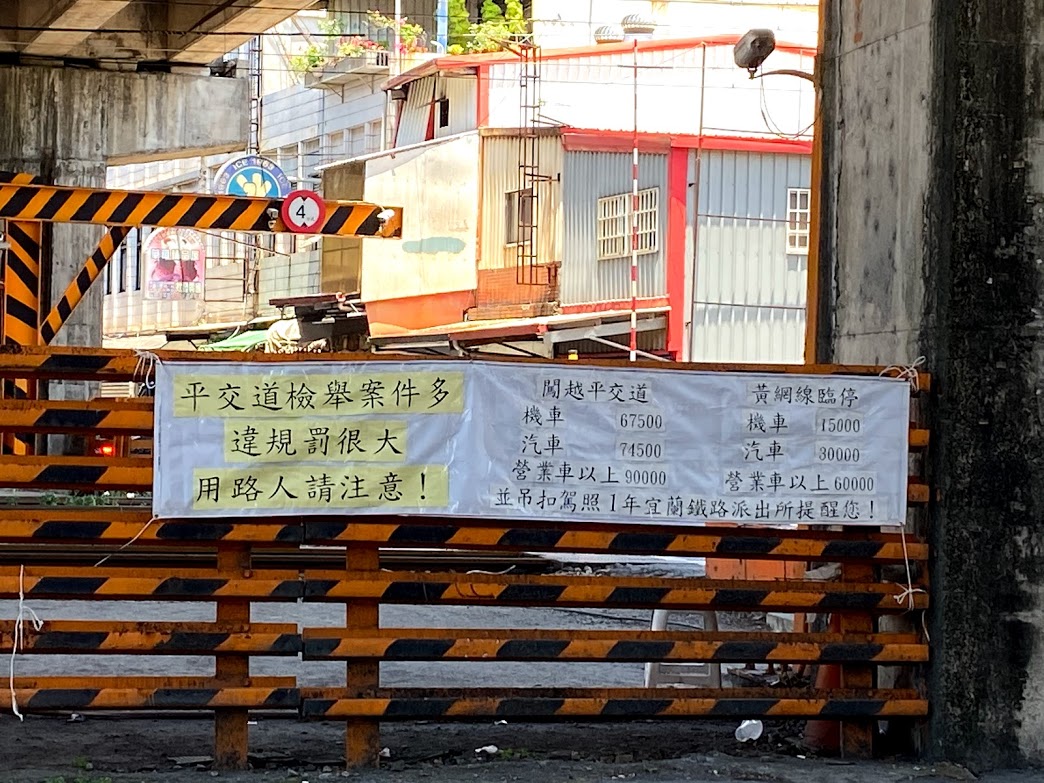 平交道檢舉案件多
違規罰很大
用路人請注意！
闖越平交道
機車 67500
汽車 74500
營業車以上 90000
黃網線臨停
機車 15000
汽車 30000
營業車以上 60000
並吊扣駕照1年宜蘭鐵路派出所提醒您！
4
ICE